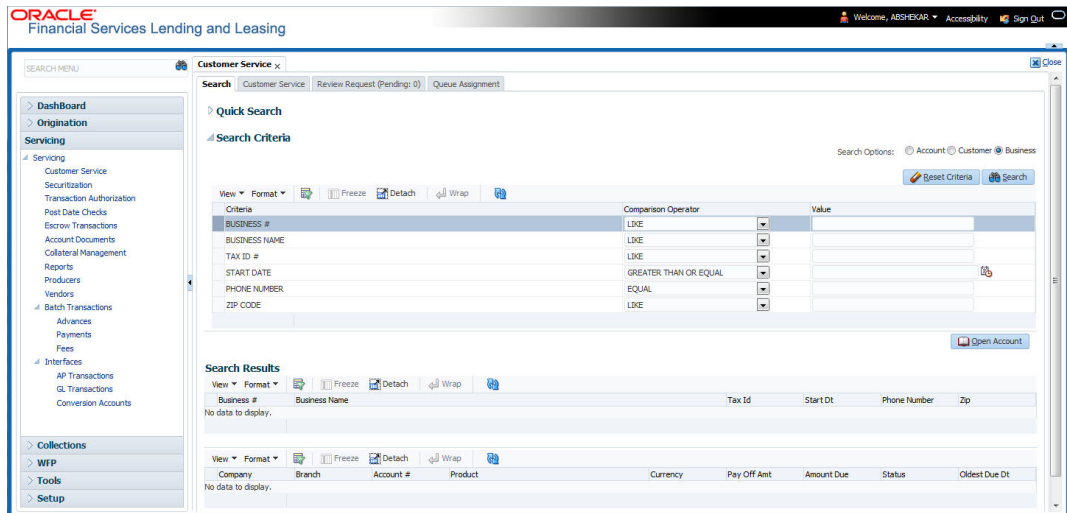 ORACLE
Financial Services Lending and Leasing
Welcome, ABSHEKAR Accessibility Sign Out
SEARCH MENU
Customer Service
Close
Search Customer Service Review Request (Pending: 0) Queue Assignment
DashBoard
Origination
Servicing
Servicing
Customer Service
Securitization
Transaction Authorization
Post Date Checks
Escrow Transactions
Account Documents
Collateral Management
Reports
Producers
Vendors
Batch Transactions
Advances
Payments
Fees
Interfaces
AP Transactions
GL Transactions
Conversion Accounts
Collections
WFP
Tools
Setup
Quick Search
Search Criteria
Search Options: Account Customer Business
Reset Criteria Search
View Format Freeze Detach Wrap
Criteria Comparison Operator Value
BUSINESS # LIKE
BUSINESS NAME LIKE
TAX ID # LIKE
START DATE GREATER THAN OR EQUAL
PHONE NUMBER EQUAL
ZIP CODE LIKE
Open Account
Search Results
View Format Freeze Detach Wrap
Business # Business Name Tax Id Start Dt Phone Number Zip
No data to display.
View Format Freeze Detach Wrap
Company Branch Account # Product Currency Pay Off Amt Amount Due Status Oldest Due Dt
No data to display.